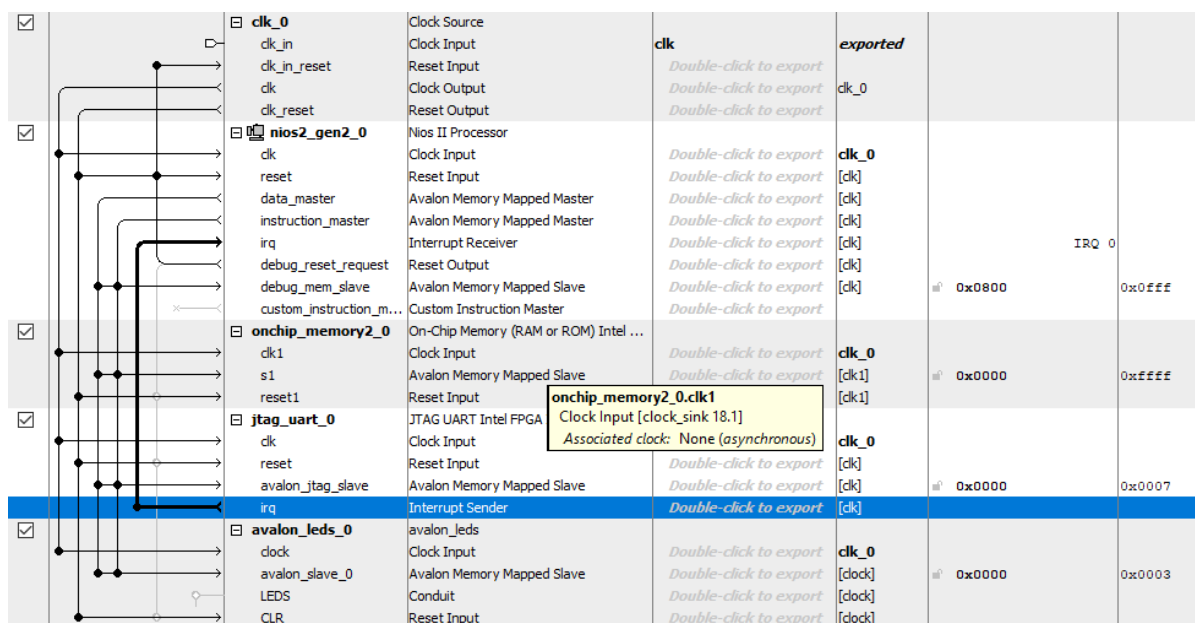 clk_0 Clock Source
clk_in Clock Input clk exported
clk_in_reset Reset Input Double-click to export
clk Clock Output Double-click to export clk_0
clk_reset Reset Output Double-click to export
nios2_gen2_0 Nios II Processor
clk Clock Input Double-click to export clk_0
reset Reset Input Double-click to export [clk]
data_master Avalon Memory Mapped Master Double-click to export [clk]
instruction_master Avalon Memory Mapped Master Double-click to export [clk]
irq Interrupt Receiver Double-click to export [clk] IRQ 0
debug_reset_request Reset Output Double-click to export [clk]
debug_mem_slave Avalon Memory Mapped Slave Double-click to export [clk] 0x0800 0x0fff
custom_instruction_m... Custom Instruction Master Double-click to export
onchip_memory2_0 On-Chip Memory (RAM or ROM) Intel ...
clk1 Clock Input Double-click to export clk_0
s1 Avalon Memory Mapped Slave Double-click to export [clk1] 0x0000 0xffff
reset1 Reset Input [clk1]
onchip_memory2_0.clk1
Clock Input [clock_sink 18.1]
Associated clock: None (asynchronous)
jtag_uart_0 JTAG UART Intel FPGA
clk Clock Input clk_0
reset Reset Input Double-click to export [clk]
avalon_jtag_slave Avalon Memory Mapped Slave Double-click to export [clk] 0x0000 0x0007
irq Interrupt Sender Double-click to export [clk]
avalon_leds_0 avalon_leds
clock Clock Input Double-click to export clk_0
avalon_slave_0 Avalon Memory Mapped Slave Double-click to export [clock] 0x0000 0x0003
LEDS Conduit Double-click to export [clock]
CLR Reset Input Double-click to export [clock]